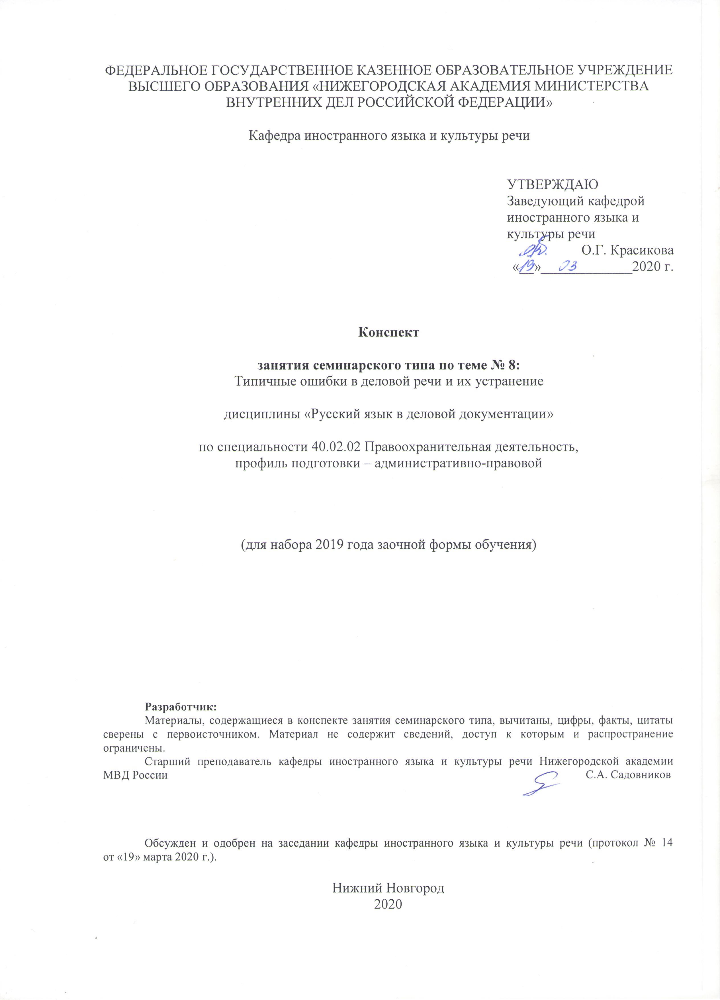 ФЕДЕРАЛЬНОЕ ГОСУДАРСТВЕННОЕ КАЗЕННОЕ ОБРАЗОВАТЕЛЬНОЕ УЧРЕЖДЕНИЕ
ВЫСШЕГО ОБРАЗОВАНИЯ «НИЖЕГОРОДСКАЯ АКАДЕМИЯ МИНИСТЕРСТВА
ВНУТРЕННИХ ДЕЛ РОССИЙСКОЙ ФЕДЕРАЦИИ»
Кафедра иностранного языка и культуры речи
УТВЕРЖДАЮ
Заведующий кафедрой
иностранного языка и
культуры речи
О.Г. Красикова
«19» 03 2020 г.
Конспект
занятия семинарского типа по теме № 8:
Типичные ошибки в деловой речи и их устранение
дисциплины «Русский язык в деловой документации»
по специальности 40.02.02 Правоохранительная деятельность,
профиль подготовки – административно-правовой
(для набора 2019 года заочной формы обучения)
Разработчик:
Материалы, содержащиеся в конспекте занятия семинарского типа, вычитаны, цифры, факты, цитаты
сверены с первоисточником. Материал не содержит сведений, доступ к которым и распространение
ограничены.
Старший преподаватель кафедры иностранного языка и культуры речи Нижегородской академии
МВД России С.А. Садовников
Обсужден и одобрен на заседании кафедры иностранного языка и культуры речи (протокол № 14
от «19» марта 2020 г.).
Нижний Новгород
2020